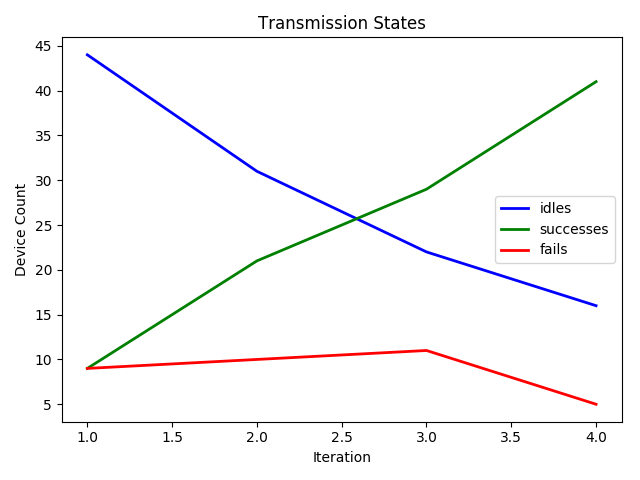 Transmission States
Device Count
45
40
35
30
25
20
15
10
5
idles
successes
fails
1.0 1.5 2.0 2.5 3.0 3.5 4.0
Iteration